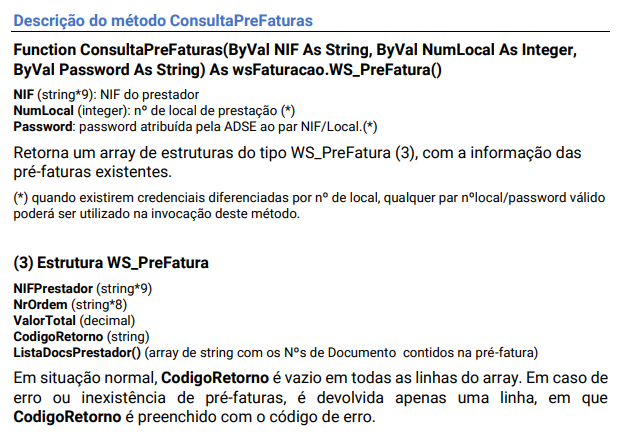 Descrição do método ConsultaPreFaturas
Function ConsultaPreFaturas(ByVal NIF As String, ByVal NumLocal As Integer,
ByVal Password As String) As wsFaturacao.WS_PreFatura()
NIF (string*9): NIF do prestador
NumLocal (integer): nº de local de prestação (*)
Password: password atribuída pela ADSE ao par NIF/Local.(*)
Retorna um array de estruturas do tipo WS_PreFatura (3), com a informação das
pré-faturas existentes.
(*) quando existirem credenciais diferenciadas por nº de local, qualquer par nºlocal/password válido
poderá ser utilizado na invocação deste método.
(3) Estrutura WS_PreFatura
NIFPrestador (string*9)
NrOrdem (string*8)
ValorTotal (decimal)
CodigoRetorno (string)
ListaDocsPrestador() (array de string com os Nºs de Documento contidos na pré-fatura)
Em situação normal, CodigoRetorno é vazio em todas as linhas do array. Em caso de
erro ou inexistência de pré-faturas, é devolvida apenas uma linha, em que
CodigoRetorno é preenchido com o código de erro.